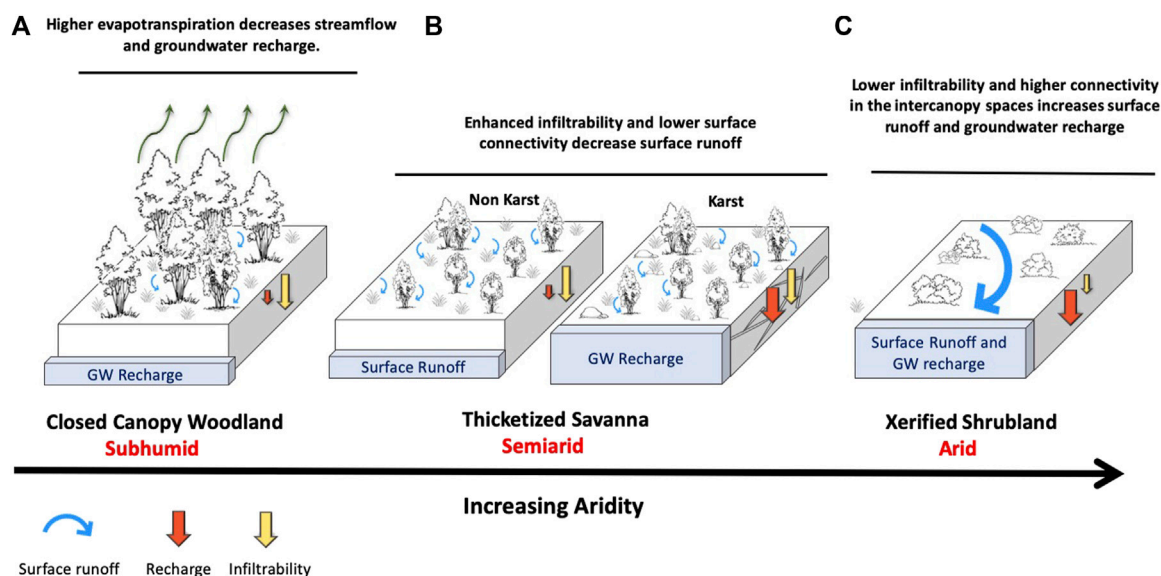 A
Higher evapotranspiration decreases streamflow
and groundwater recharge.
B
Enhanced infiltrability and lower surface
connectivity decrease surface runoff
C
Lower infiltrability and higher connectivity
in the intercanopy spaces increases surface
runoff and groundwater recharge
Non Karst
Karst
GW Recharge
Surface Runoff
GW Recharge
Surface Runoff and
GW recharge
Closed Canopy Woodland
Subhumid
Thicketized Savanna
Semiarid
Xerified Shrubland
Arid
Increasing Aridity
Surface runoff
Recharge
Infiltrability